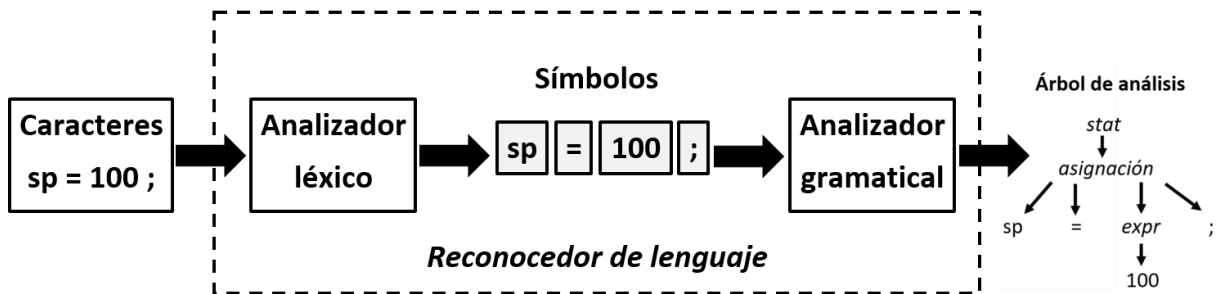 Caracteres
sp = 100 ;
Analizador
léxico
Símbolos
sp = 100 ;
Analizador
gramatical
Reconocedor de lenguaje
Árbol de análisis
stat
asignación
sp = expr ;
100